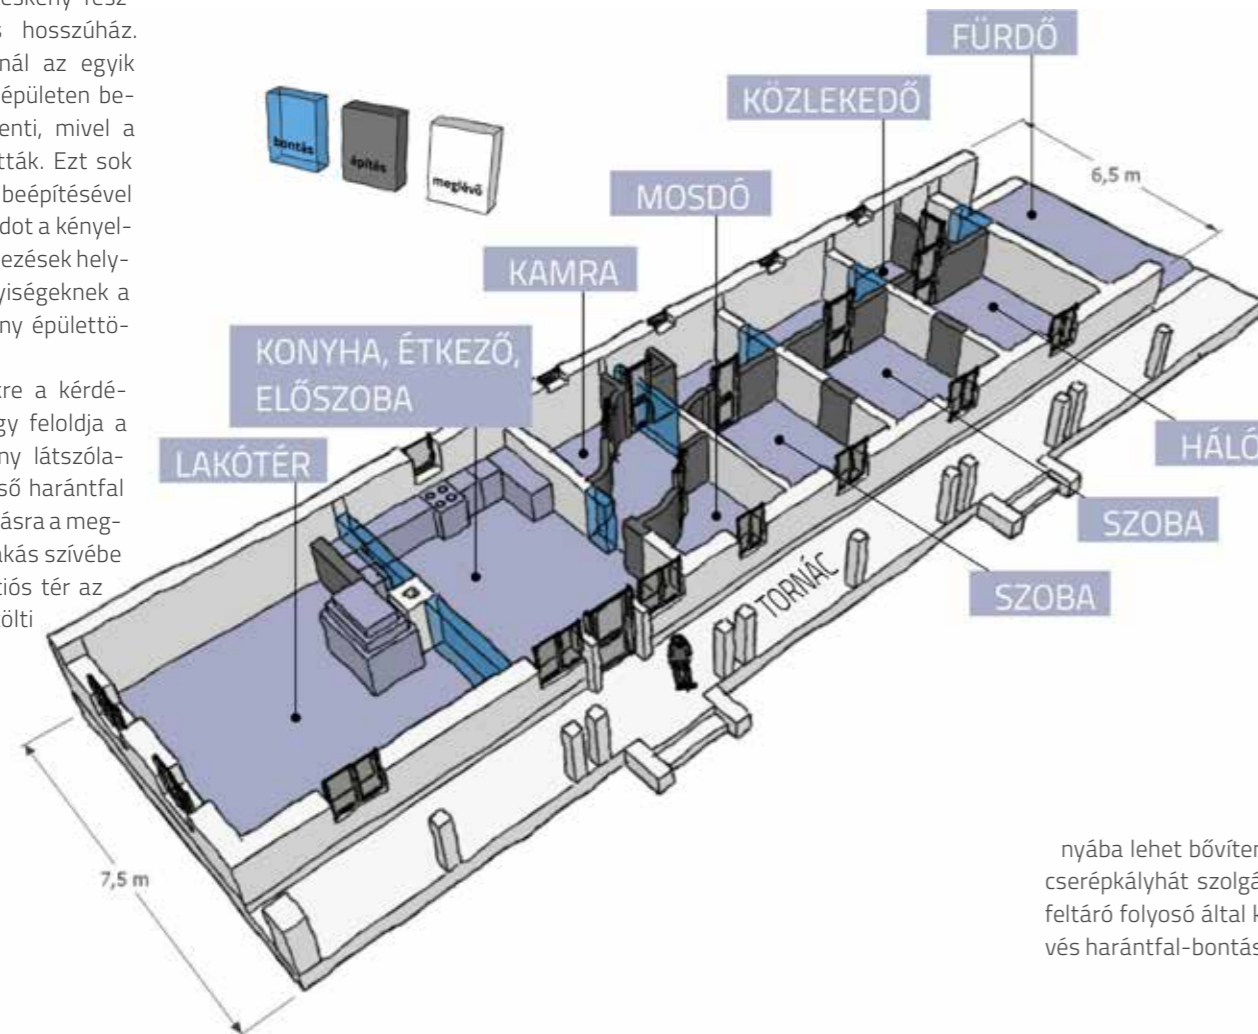 hosszúház.
nál az egyik
épületen be-
enti, mivel a
tták. Ezt sok
beépítésével
dot a kényel-
ezések hely-
yiségeknek a
ny épülettö-
kre a kérdé-
gy feloldja a
ny látszóla-
ső harántfal
ásra a meg-
akás szívébe
ciós tér az
ölti
bontás
építés
meglévő
FÜRDŐ
KÖZLEKEDŐ
MOSDÓ
KAMRA
KONYHA, ÉTKEZŐ,
ELŐSZOBA
LAKÓTÉR
6,5 m
HÁLÓ
SZOBA
SZOBA
TORNÁC
7,5 m
nyába lehet bővíte
cserépkályhát szolgá
feltáró folyosó által k
vés harántfal-bontás